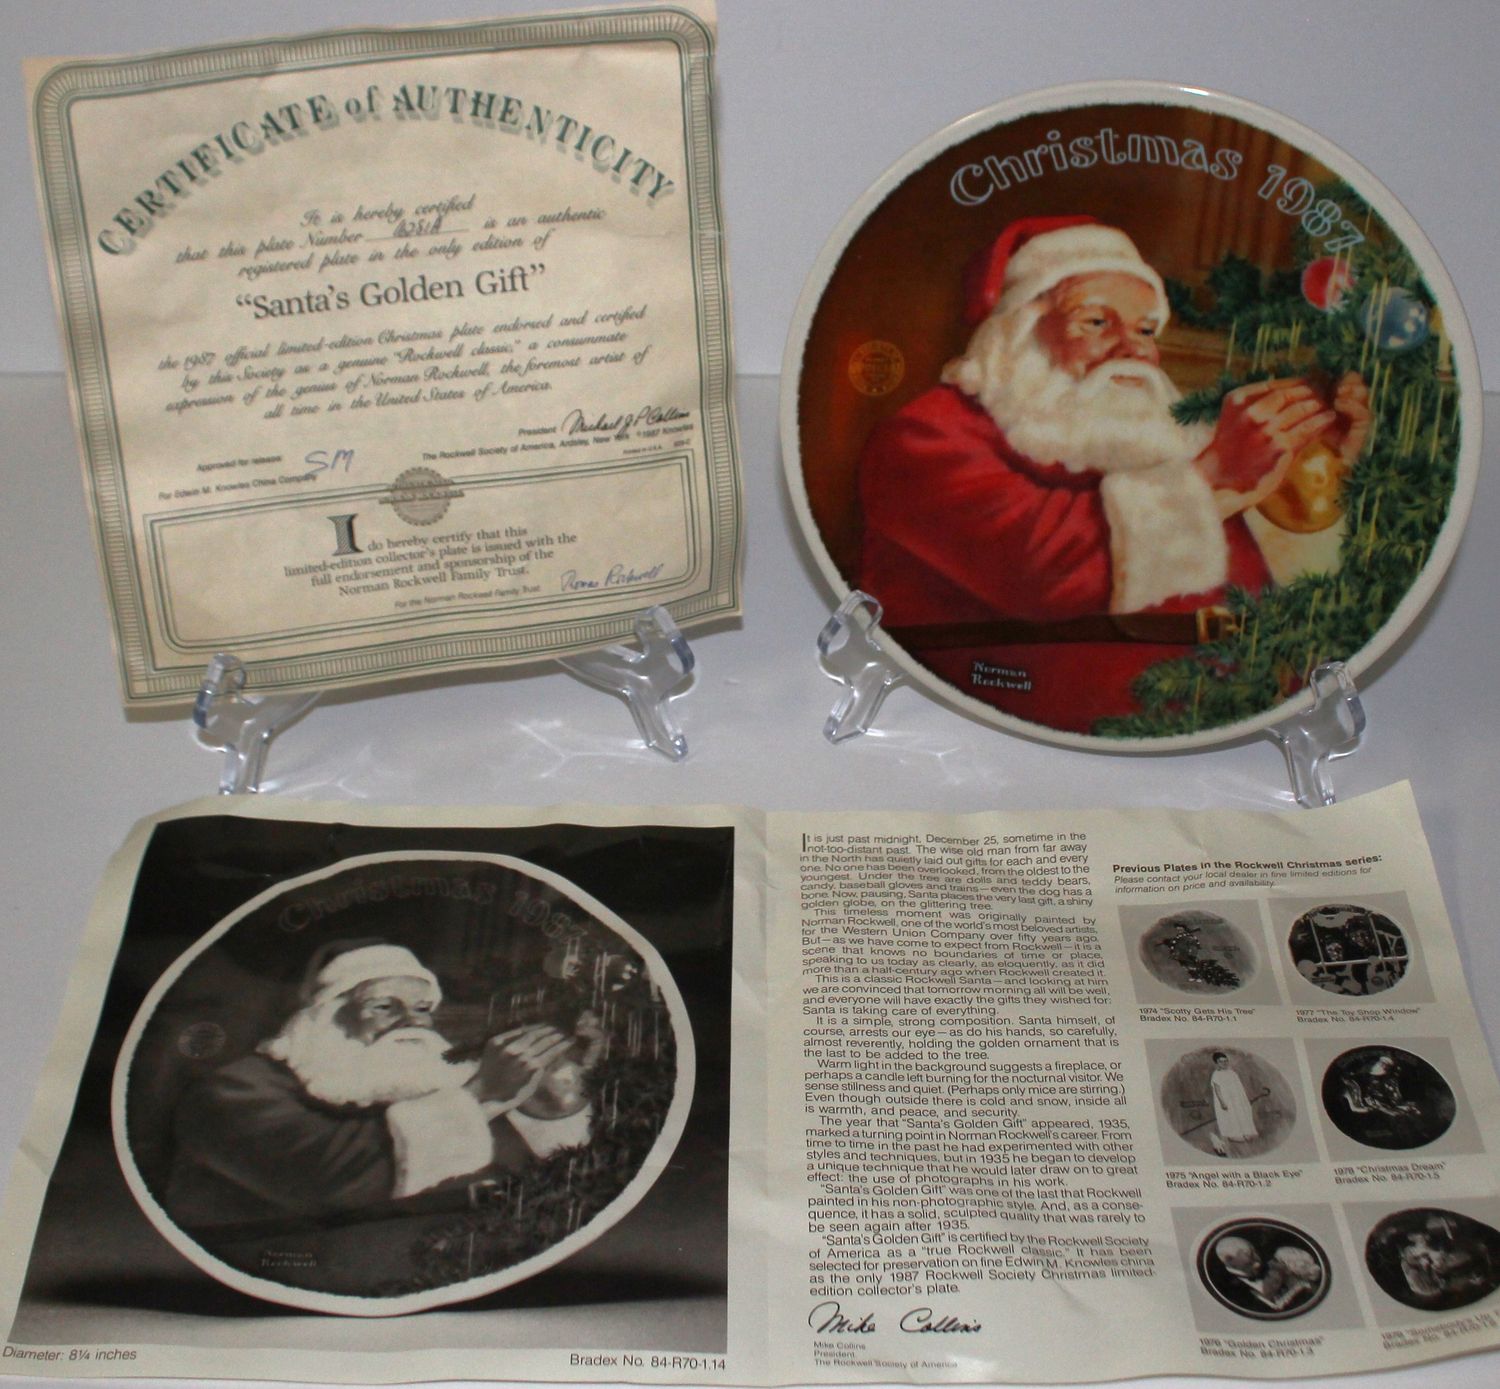 CERTIFICATE of AUTHENTICITY
It is hereby certified
that this plate Number is an authentic
registered plate in the only edition of
“Santa's Golden Gift”
the 1987 official limited-edition Christmas plate endorsed and certified
by this Society as a genuine "Rockwell classic," a consummate
expression of the genius of Norman Rockwell, the foremost artist of
all time in the United States of America.
President Michael J P Collins
The Rockwell Society of America, Ardsley, New York ©1987 Knowles
Approved for release: SM
For Edwin M. Knowles China Company
Printed in U.S.A.
I do hereby certify that this
limited-edition collector's plate is issued with the
full endorsement and sponsorship of the
Norman Rockwell Family Trust.
For the Norman Rockwell Family Trust Thomas Rockwell
Christmas 1987
Norman
Rockwell
Christmas 1987
Norman
Rockwell
Diameter: 8¼ inches
Bradex No. 84-R70-1.14
It is just past midnight, December 25, sometime in the
not-too-distant past. The wise old man from far away
in the North has quietly laid out gifts for each and every
one. No one has been overlooked, from the oldest to the
youngest. Under the tree are dolls and teddy bears,
candy, baseball gloves and trains—even the dog has a
bone. Now, pausing, Santa places the very last gift, a shiny
golden globe, on the glittering tree.
This timeless moment was originally painted by
Norman Rockwell, one of the world's most beloved artists,
for the Western Union Company over fifty years ago.
But—as we have come to expect from Rockwell—it is a
scene that knows no boundaries of time or place,
speaking to us today as clearly, as eloquently, as it did
more than a half-century ago when Rockwell created it.
This is a classic Rockwell Santa—and looking at him
we are convinced that tomorrow morning all will be well,
and everyone will have exactly the gifts they wished for:
Santa is taking care of everything.
It is a simple, strong composition. Santa himself, of
course, arrests our eye—as do his hands, so carefully,
almost reverently, holding the golden ornament that is
the last to be added to the tree.
Warm light in the background suggests a fireplace, or
perhaps a candle left burning for the nocturnal visitor. We
sense stillness and quiet. (Perhaps only mice are stirring.)
Even though outside there is cold and snow, inside all
is warmth, and peace, and security.
The year that "Santa's Golden Gift" appeared, 1935,
marked a turning point in Norman Rockwell's career. From
time to time in the past he had experimented with other
styles and techniques, but in 1935 he began to develop
a unique technique that he would later draw on to great
effect: the use of photographs in his work.
"Santa's Golden Gift" was one of the last that Rockwell
painted in his non-photographic style. And, as a conse-
quence, it has a solid, sculpted quality that was rarely to
be seen again after 1935.
"Santa's Golden Gift" is certified by the Rockwell Society
of America as a "true Rockwell classic." It has been
selected for preservation on fine Edwin M. Knowles china
as the only 1987 Rockwell Society Christmas limited-
edition collector's plate.
Mike Collins
Mike Collins
President
The Rockwell Society of America
Previous Plates in the Rockwell Christmas series:
Please contact your local dealer in fine limited editions for
information on price and availability.
1974 "Scotty Gets His Tree"
Bradex No. 84-R70-1.1
1977 "The Toy Shop Window"
Bradex No. 84-R70-1.4
1975 "Angel with a Black Eye"
Bradex No. 84-R70-1.2
1978 "Christmas Dream"
Bradex No. 84-R70-1.5
1976 "Golden Christmas"
Bradex No. 84-R70-1.3
1979 "Somebody's Up
Bradex No. 84-R70-1.6